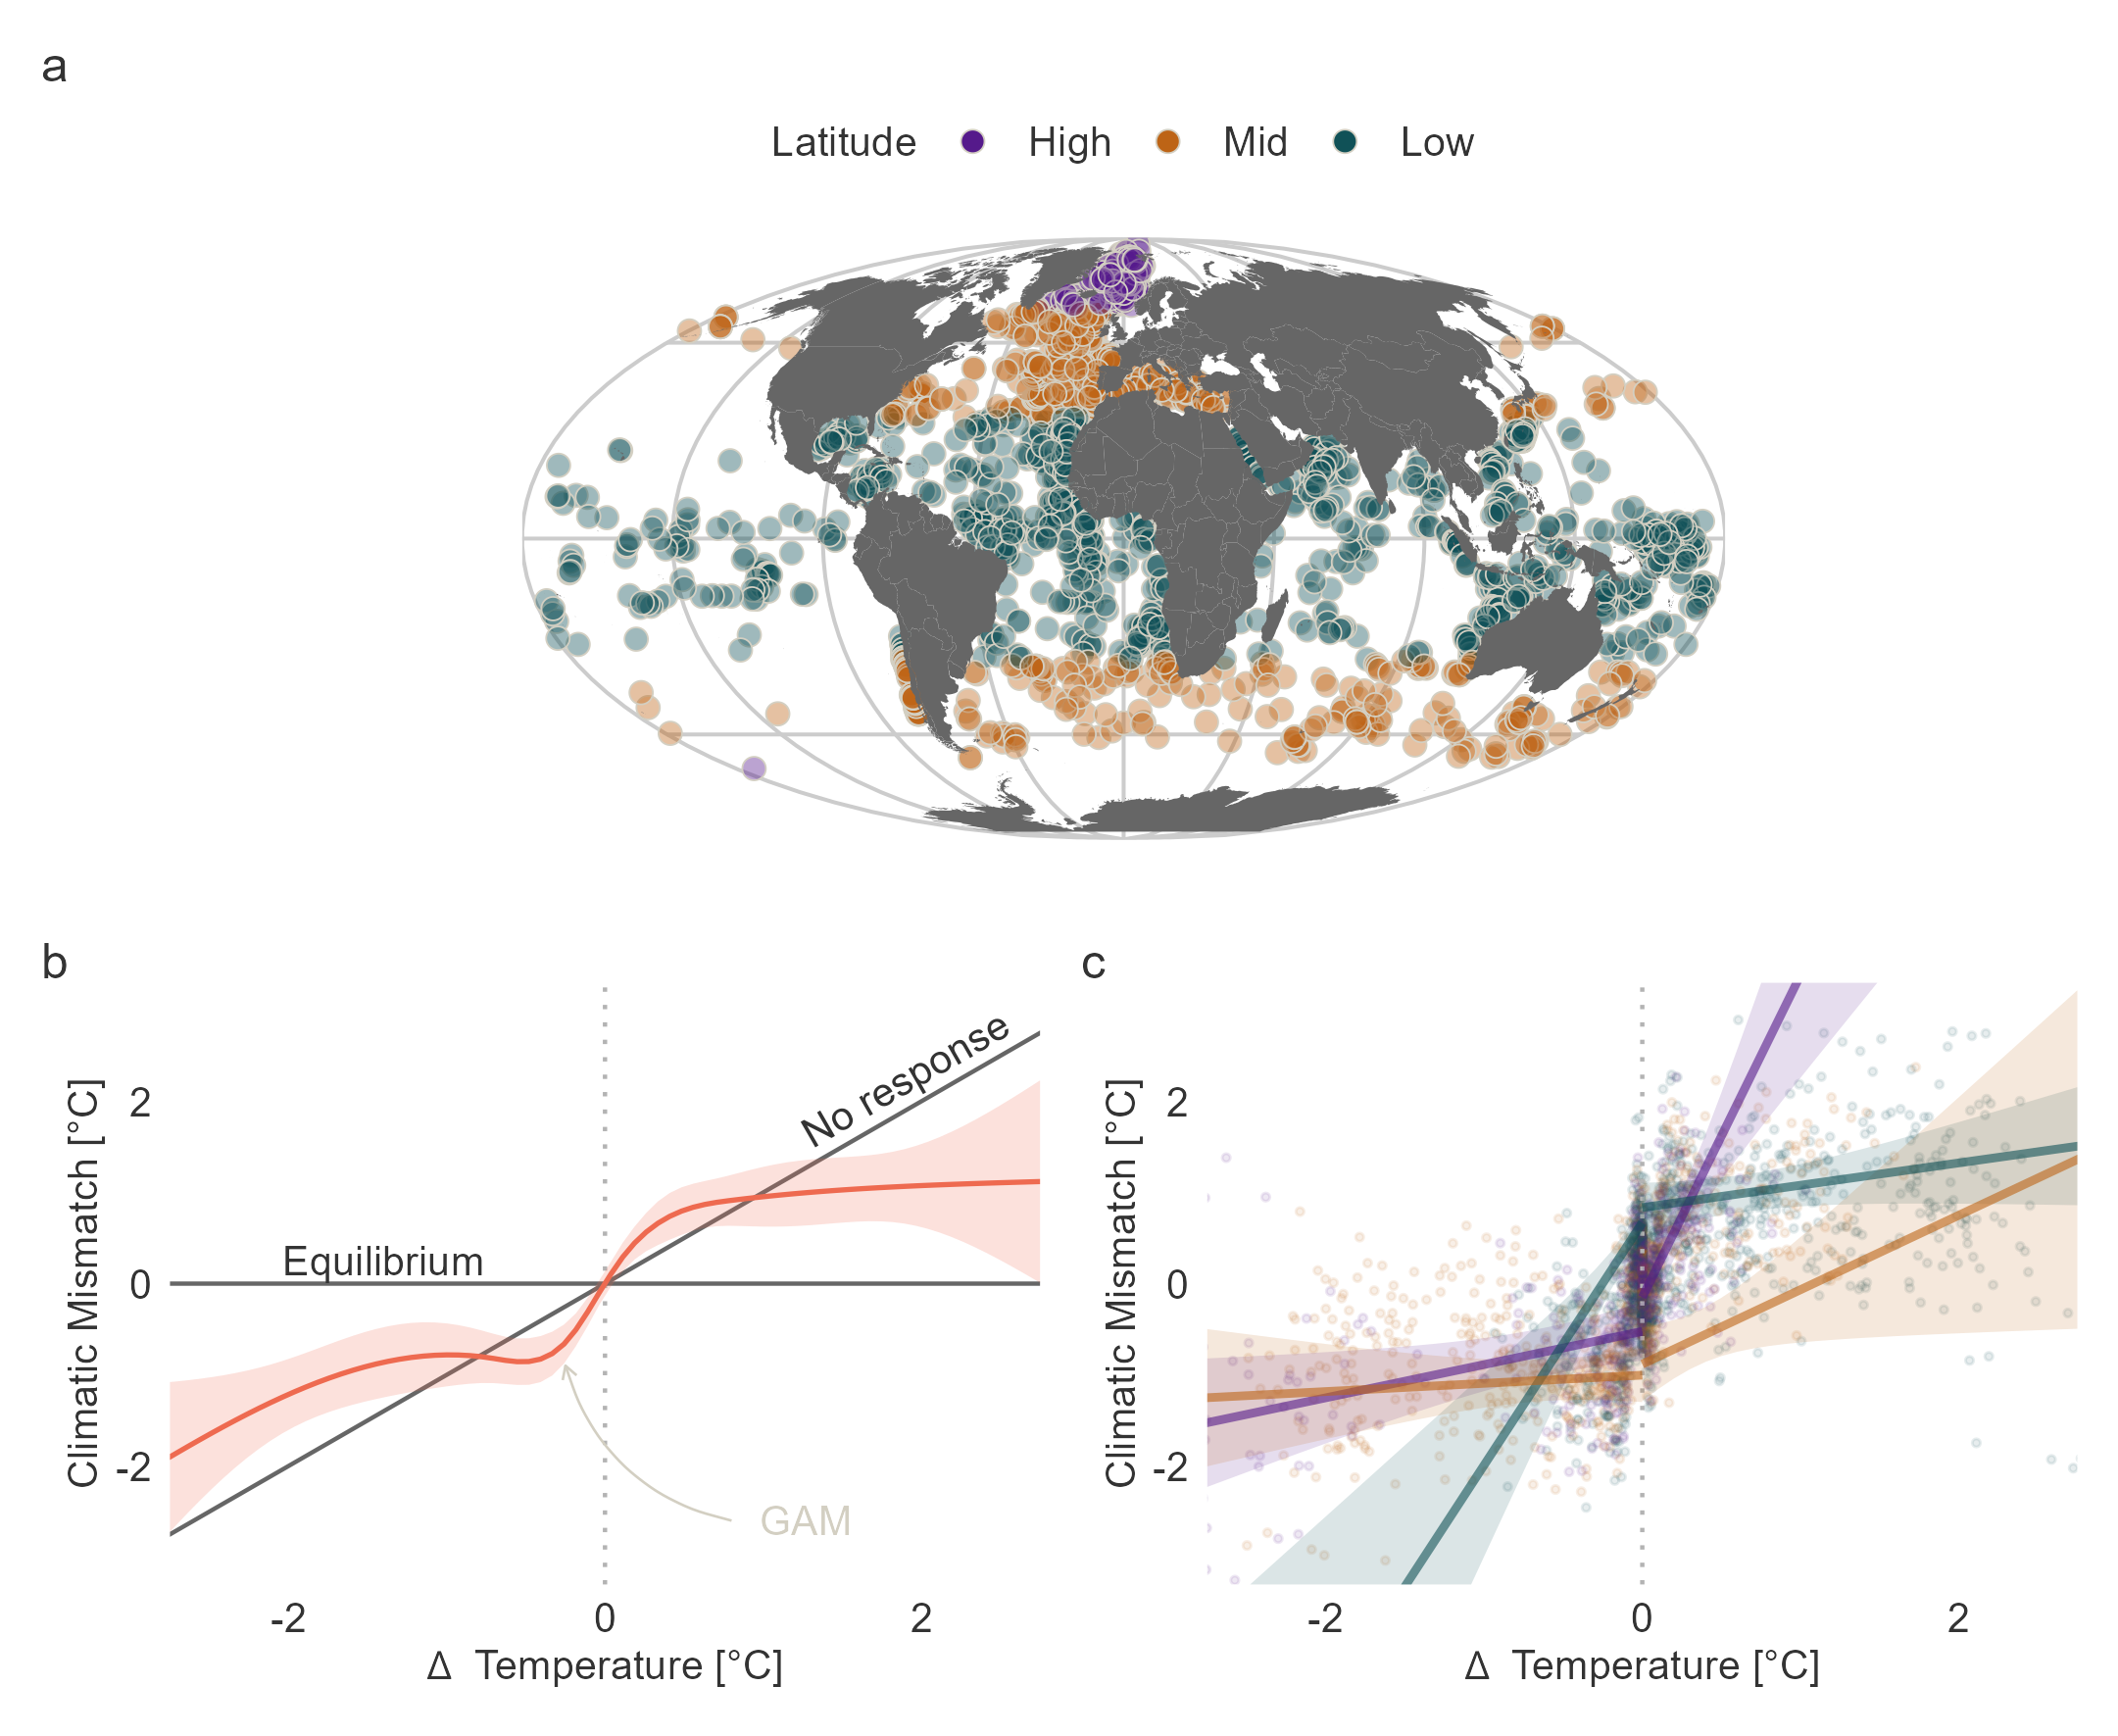 a
Latitude High Mid Low
b
Climatic Mismatch [°C]
2
0
-2
No response
Equilibrium
GAM
-2 0 2
Δ Temperature [°C]
c
Climatic Mismatch [°C]
2
0
-2
-2 0 2
Δ Temperature [°C]